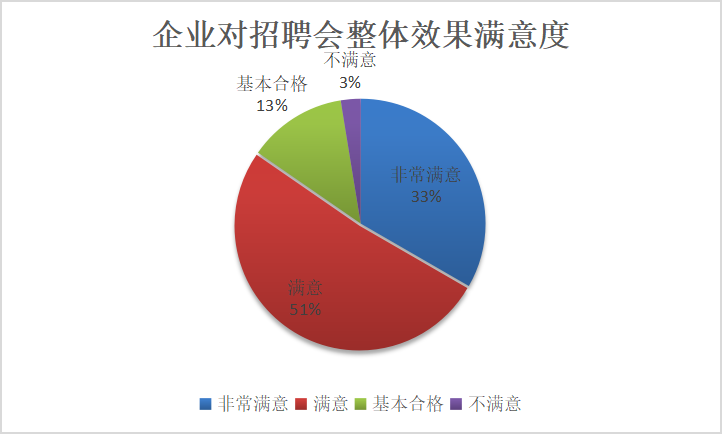 企业对招聘会整体效果满意度
不满意
3%
基本合格
13%
非常满意
33%
满意
51%
非常满意 满意 基本合格 不满意